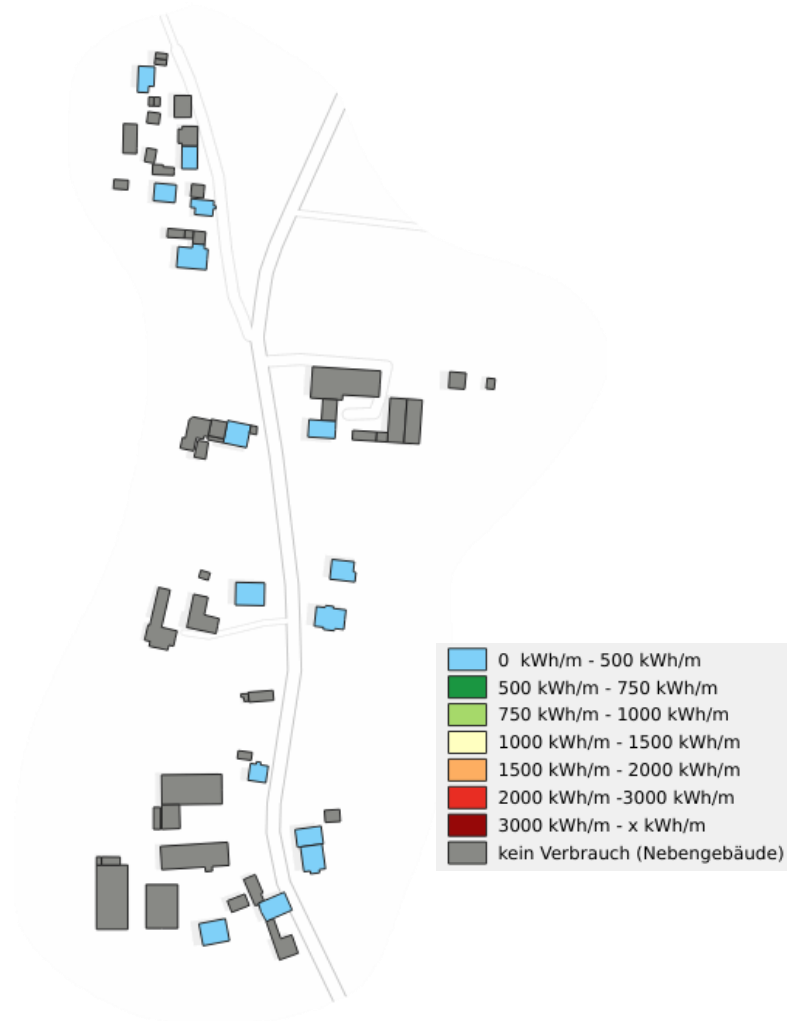 0  kWh/m - 500 kWh/m
500 kWh/m - 750 kWh/m
750 kWh/m - 1000 kWh/m
1000 kWh/m - 1500 kWh/m
1500 kWh/m - 2000 kWh/m
2000 kWh/m -3000 kWh/m
3000 kWh/m - x kWh/m
kein Verbrauch (Nebengebäude)